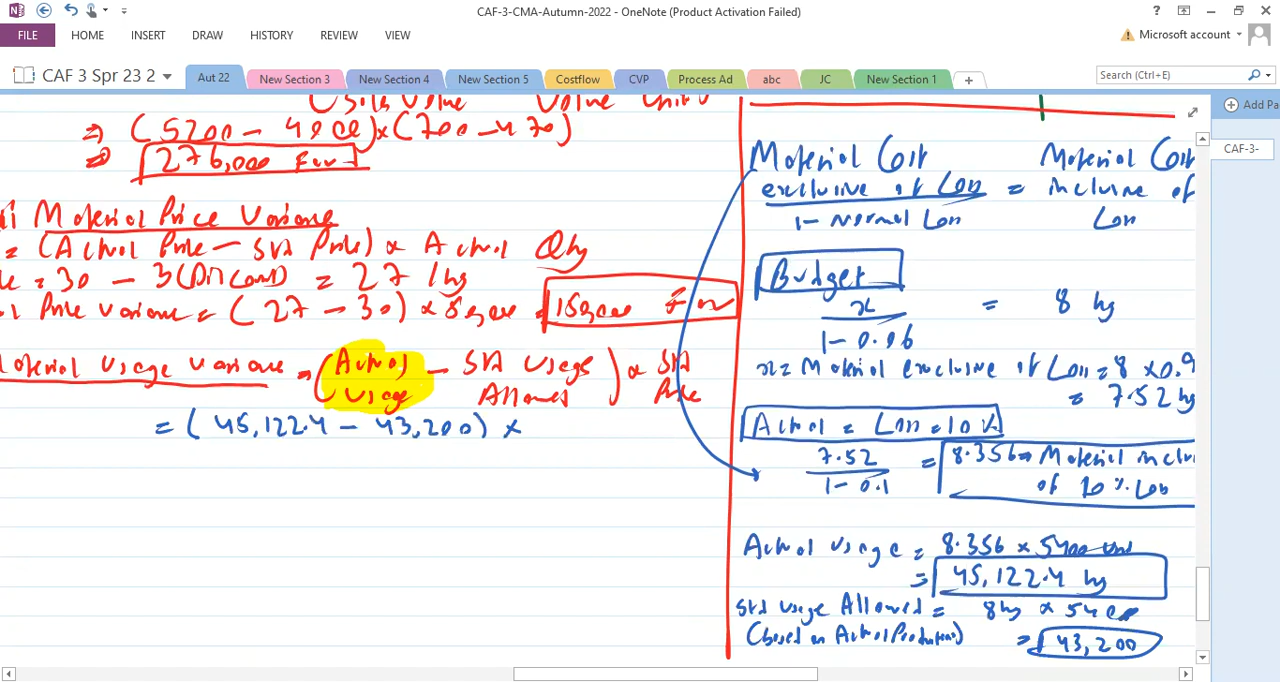 CAF-3-CMA-Autumn-2022 - OneNote (Product Activation Failed)
FILE HOME INSERT DRAW HISTORY REVIEW VIEW
Microsoft account
CAF 3 Spr 23 2
Aut 22 New Section 3 New Section 4 New Section 5 Costflow CVP Process Ad abc JC New Section 1
Search (Ctrl+E)
Add Pa
CAF-3-
Value
(5200 - 4000) × (700 - 470)
276,000 Fav
Material Price Variance
= (Actual Price - Std Price) × Actual Qty
= 30 - 3 (Discount) = 27 /kg
Price Variance = (27 - 30) ×
Fav
Material Usage Variance = (Actual Usage - Std Usage Allowed) × Std Price
= (45,122.4 - 43,200) ×
Material Cost exclusive of Loss = Material Cost inclusive of Loss
1 - Normal Loss
Budget
x = 8 kg
1 - 0.06
x = Material exclusive of Loss = 8 × 0.9
= 7.52 kg
Actual = Loss = 10%
7.52 = 8.356 = Material inclu
1 - 0.1 of 10% Loss
Actual Usage = 8.356 × 5400 unit
= 45,122.4 kg
Std Usage Allowed = 8kg × 5400
(based on Actual Production) = 43,200